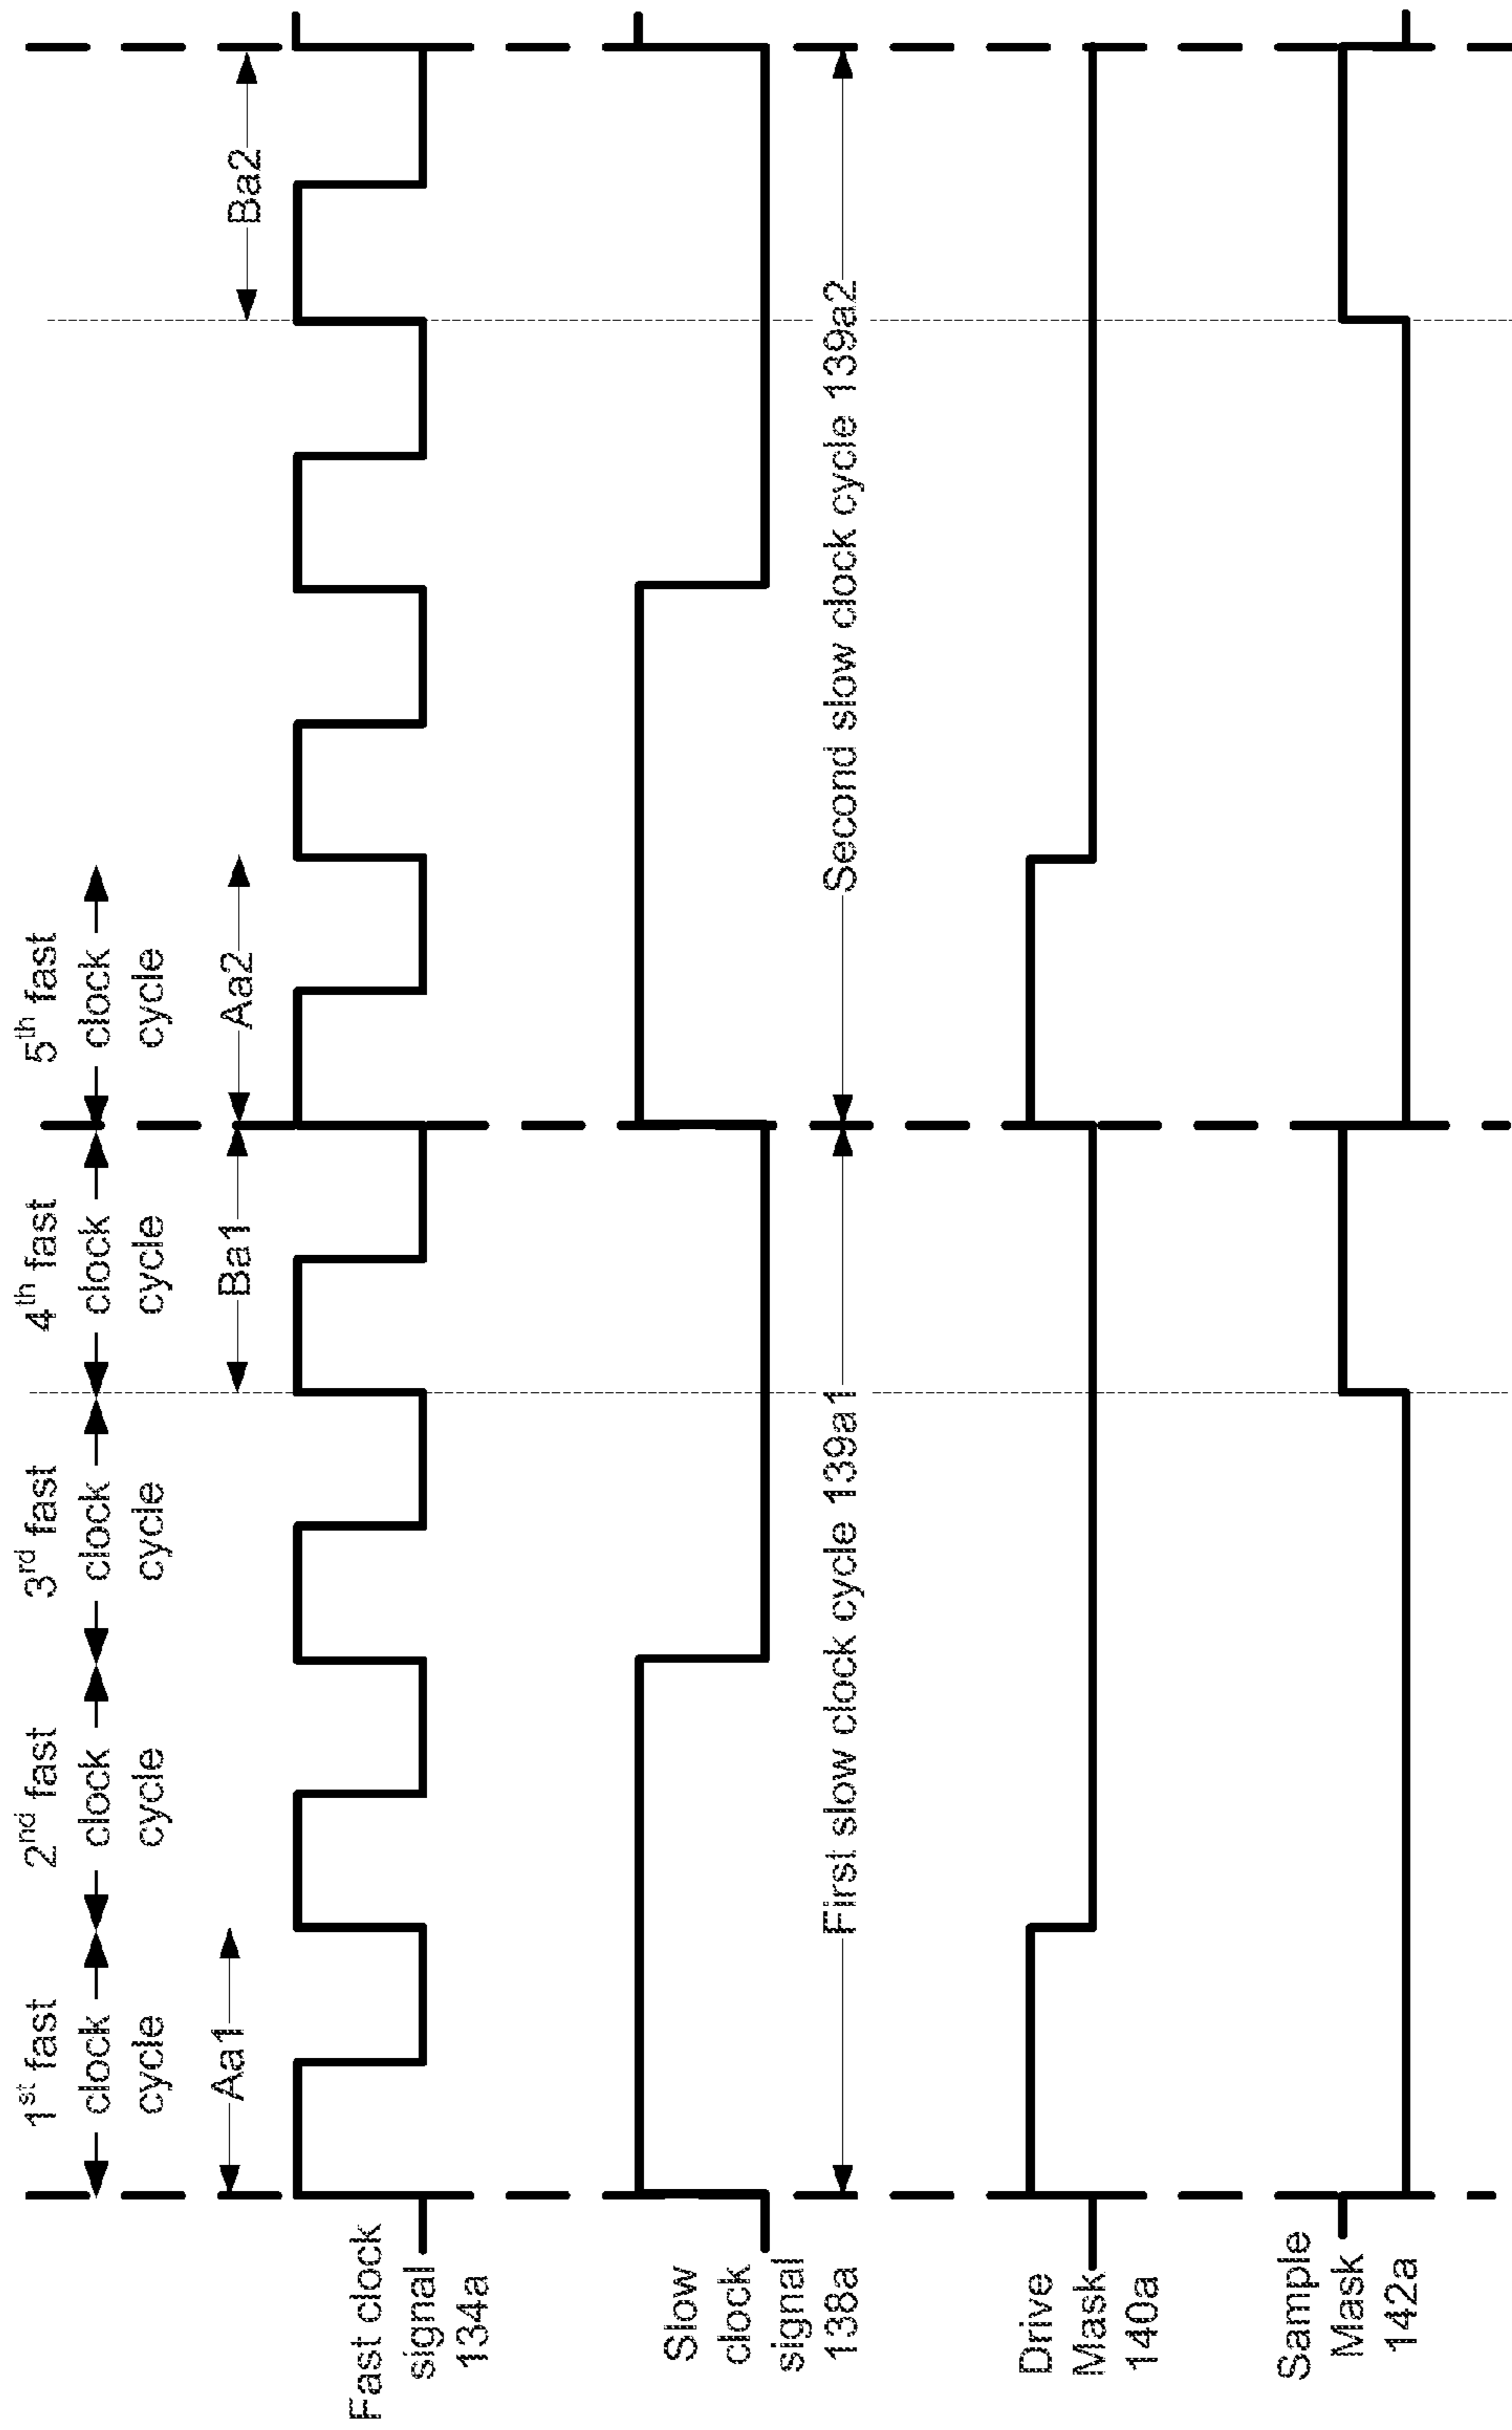 1st fast
clock
cycle
2nd fast
clock
cycle
3rd fast
clock
cycle
4th fast
clock
cycle
5th fast
clock
cycle
Aa1
Ba1
Aa2
Ba2
Fast clock
signal
134a
Slow
clock
signal
138a
First slow clock cycle 139a1
Second slow clock cycle 139a2
Drive
Mask
140a
Sample
Mask
142a